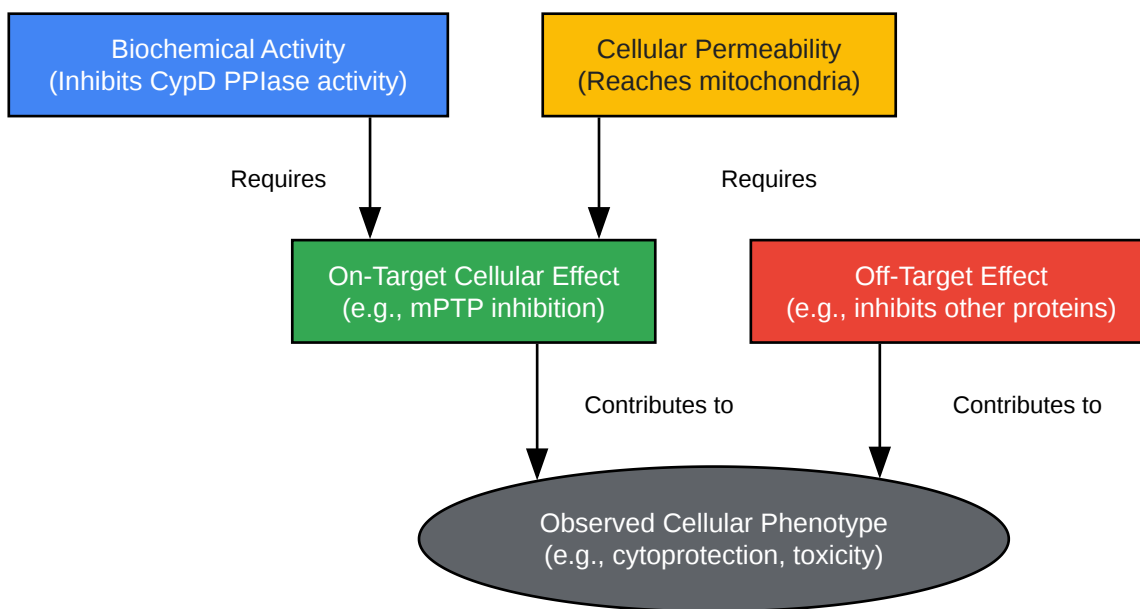 Biochemical Activity
(Inhibits CypD PPIase activity)
Cellular Permeability
(Reaches mitochondria)
Requires
Requires
On-Target Cellular Effect
(e.g., mPTP inhibition)
Off-Target Effect
(e.g., inhibits other proteins)
Contributes to
Contributes to
Observed Cellular Phenotype
(e.g., cytoprotection, toxicity)